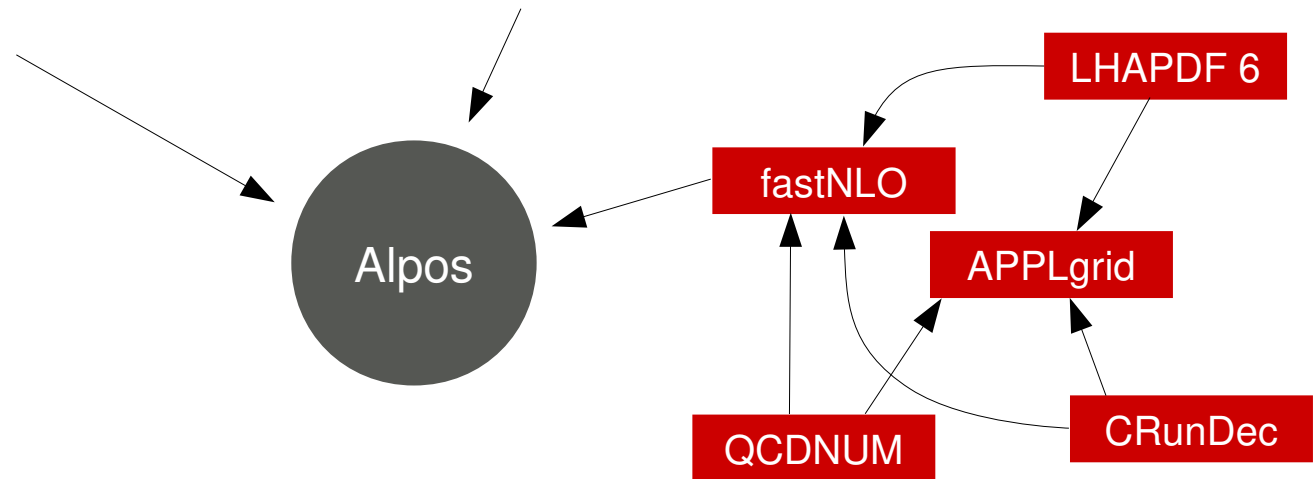 LHAPDF 6
fastNLO
APPLgrid
Alpos
CRunDec
QCDNUM